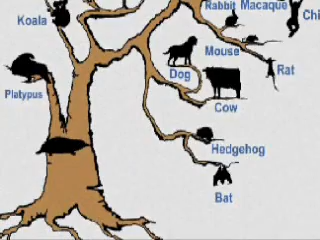 Rabbit Macaque
Koala
Chi
Mouse
Rat
Dog
Platypus
Cow
Hedgehog
Bat